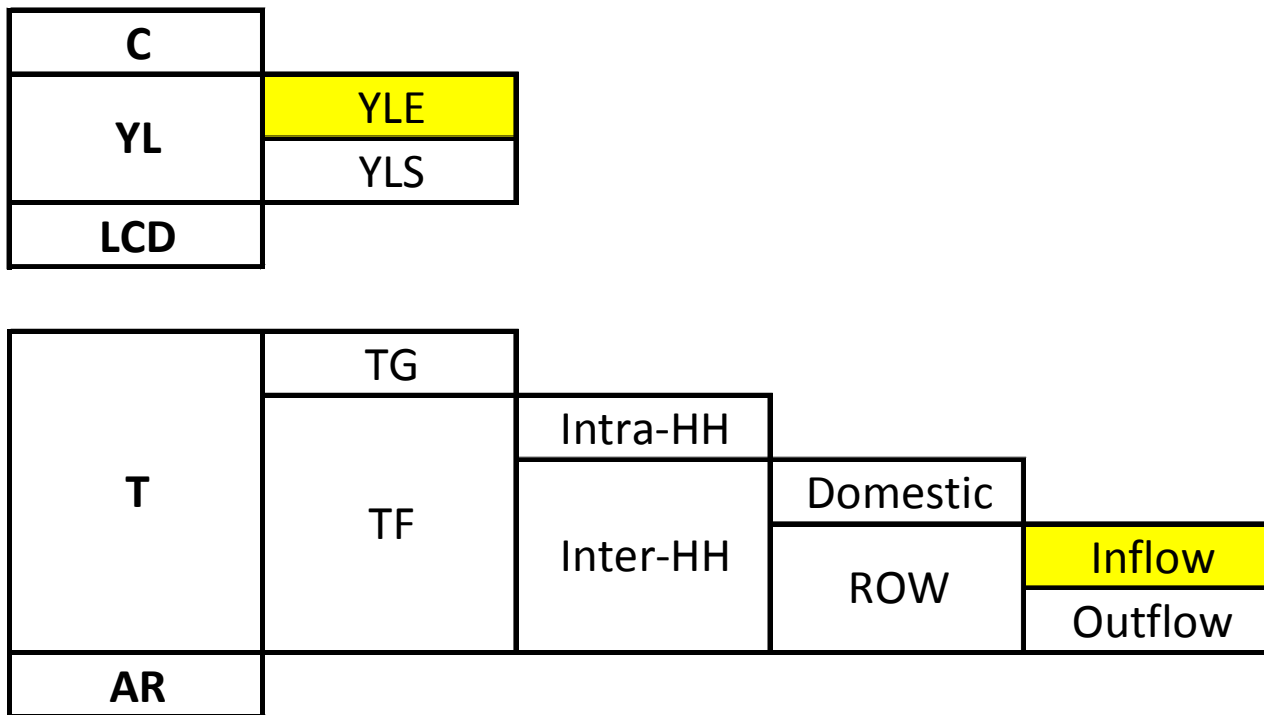 C
YL
YLE
YLS
LCD
T
TG
TF
Intra-HH
Inter-HH
Domestic
ROW
Inflow
Outflow
AR